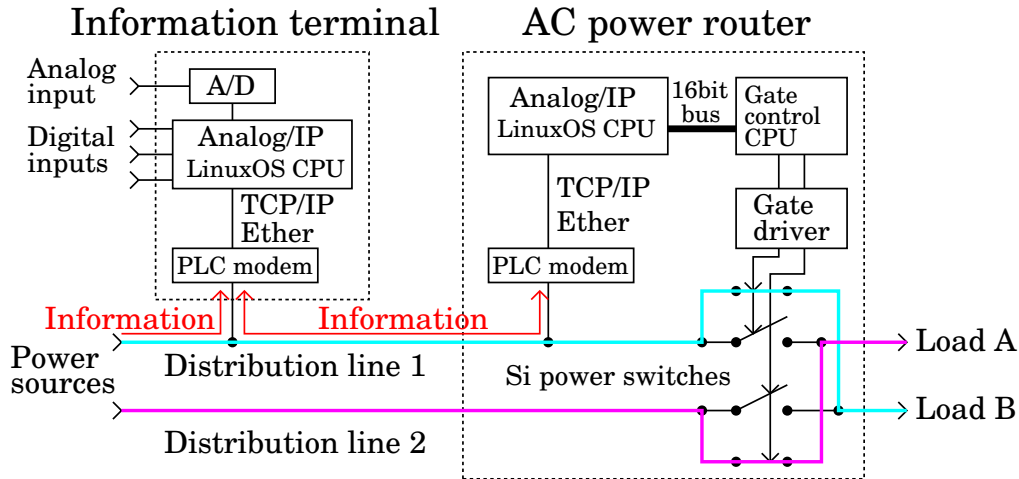 Information terminal
AC power router
Analog
input
A/D
Digital
inputs
Analog/IP
LinuxOS CPU
TCP/IP
Ether
PLC modem
Analog/IP
LinuxOS CPU
16bit
bus
Gate
control
CPU
TCP/IP
Ether
Gate
driver
PLC modem
Information
Information
Power
sources
Distribution line 1
Si power switches
Load A
Load B
Distribution line 2